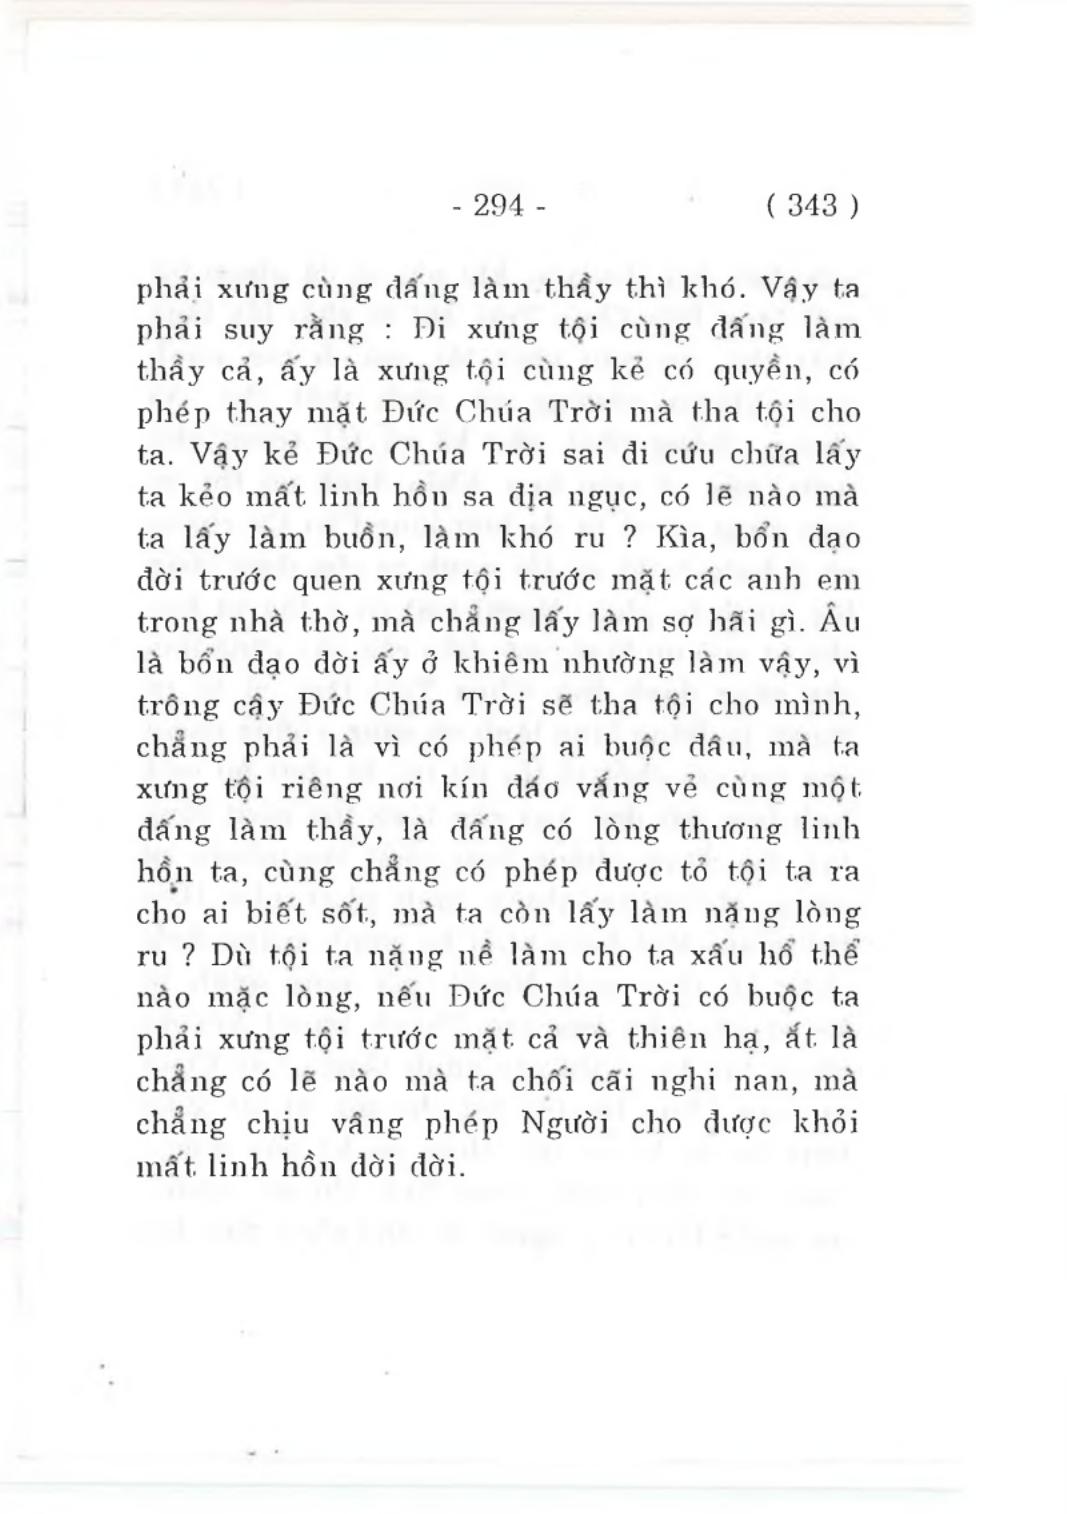 - 294 - ( 343 )
phải xưng cùng đấng làm thầy thì khó. Vậy ta
phải suy rằng : Đi xưng tội cùng đấng làm
thầy cả, ấy là xưng tội cùng kẻ có quyền, có
phép thay mặt Đức Chúa Trời mà tha tội cho
ta. Vậy kẻ Đức Chúa Trời sai đi cứu chữa lấy
ta kẻo mất linh hồn sa địa ngục, có lẽ nào mà
ta lấy làm buồn, làm khó ru ? Kìa, bổn đạo
đời trước quen xưng tội trước mặt các anh em
trong nhà thờ, mà chẳng lấy làm sợ hãi gì. Âu
là bổn đạo đời ấy ở khiêm nhường làm vậy, vì
trông cậy Đức Chúa Trời sẽ tha tội cho mình,
chẳng phải là vì có phép ai buộc đâu, mà ta
xưng tội riêng nơi kín đáo vắng vẻ cùng một
đấng làm thầy, là đấng có lòng thương linh
hồn ta, cùng chẳng có phép được tỏ tội ta ra
cho ai biết sốt, mà ta còn lấy làm nặng lòng
ru ? Dù tội ta nặng nề làm cho ta xấu hổ thể
nào mặc lòng, nếu Đức Chúa Trời có buộc ta
phải xưng tội trước mặt cả và thiên hạ, ắt là
chẳng có lẽ nào mà ta chối cãi nghi nan, mà
chẳng chịu vâng phép Người cho được khỏi
mất linh hồn đời đời.